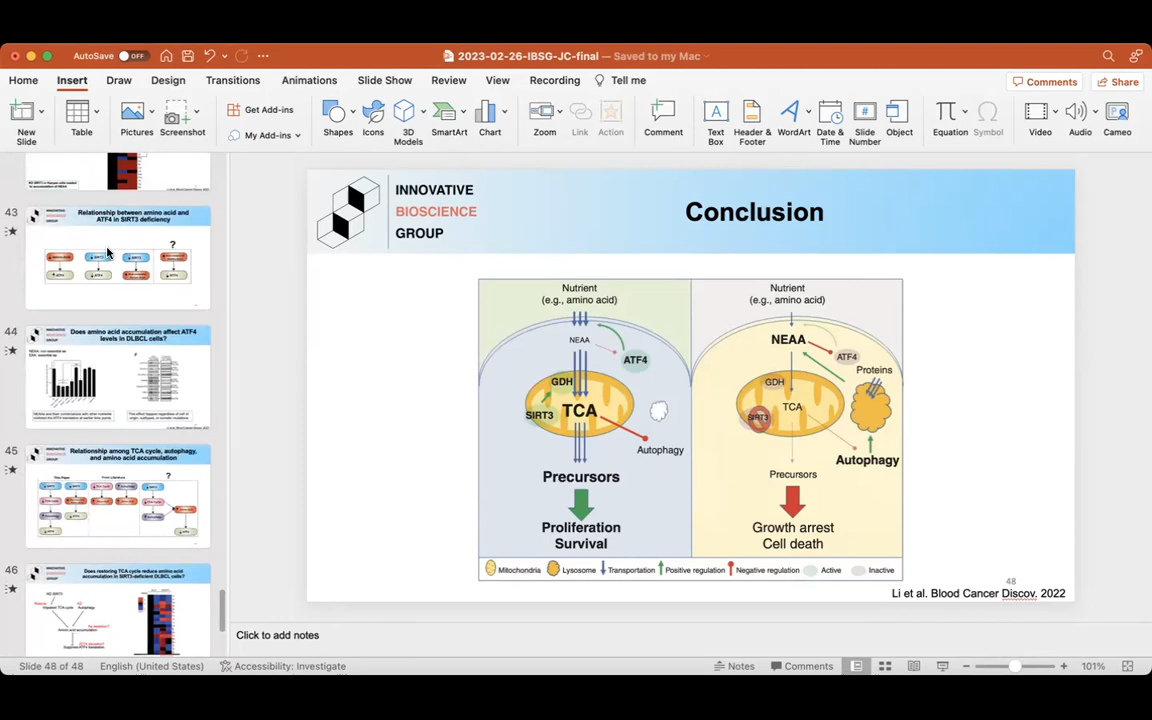 AutoSave OFF
2023-02-26-IBSG-JC-final — Saved to my Mac
Home Insert Draw Design Transitions Animations Slide Show Review View Recording Tell me
Comments Share
New Slide
Table
Pictures
Screenshot
Get Add-ins
My Add-ins
Shapes
Icons
3D Models
SmartArt
Chart
Zoom
Link
Action
Comment
Text Box
Header & Footer
WordArt
Date & Time
Slide Number
Object
Equation
Symbol
Video
Audio
Cameo
43
Relationship between amino acid and
ATF4 in SIRT3 deficiency
?
44
Does amino acid accumulation affect ATF4
levels in DLBCL cells?
45
Relationship among TCA cycle, autophagy,
and amino acid accumulation
?
46
Does restoring TCA cycle reduce amino acid
accumulation in SIRT3-deficient DLBCL cells?
INNOVATIVE
BIOSCIENCE
GROUP
Conclusion
Nutrient
(e.g., amino acid)
NEAA
ATF4
GDH
SIRT3
TCA
Autophagy
Precursors
Proliferation
Survival
Nutrient
(e.g., amino acid)
NEAA
ATF4
Proteins
GDH
SIRT3
TCA
Autophagy
Precursors
Growth arrest
Cell death
Mitochondria Lysosome Transportation Positive regulation Negative regulation Active Inactive
48
Li et al. Blood Cancer Discov. 2022
Click to add notes
Slide 48 of 48 English (United States) Accessibility: Investigate Notes Comments 101%